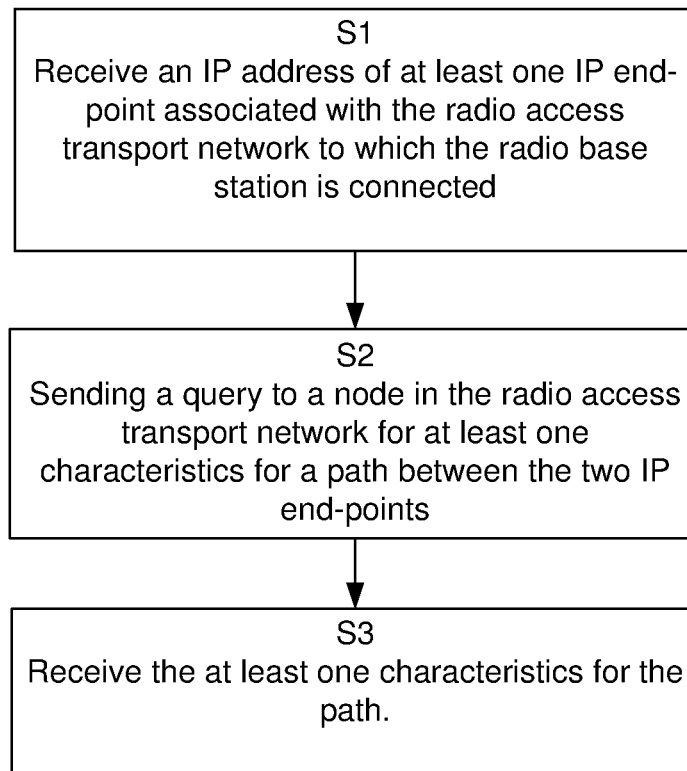 S1
Receive an IP address of at least one IP end-
point associated with the radio access
transport network to which the radio base
station is connected
S2
Sending a query to a node in the radio access
transport network for at least one
characteristics for a path between the two IP
end-points
S3
Receive the at least one characteristics for the
path.